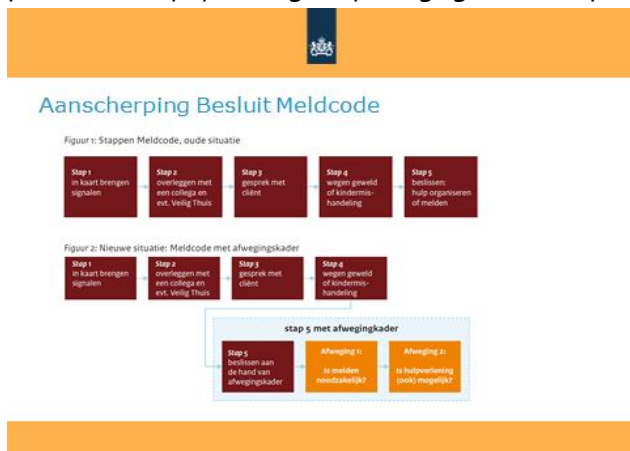 Aanscherping Besluit Meldcode
Figuur 1: Stappen Meldcode, oude situatie
Stap 1
in kaart brengen
signalen
Stap 2
overleggen met
een collega en
evt. Veilig Thuis
Stap 3
gesprek met
cliënt
Stap 4
wegen geweld
of kindermis-
handeling
Stap 5
beslissen:
hulp organiseren
of melden
Figuur 2: Nieuwe situatie: Meldcode met afwegingskader
Stap 1
in kaart brengen
signalen
Stap 2
overleggen met
een collega en
evt. Veilig Thuis
Stap 3
gesprek met
cliënt
Stap 4
wegen geweld
of kindermis-
handeling
stap 5 met afwegingkader
Stap 5
beslissen aan
de hand van
afwegingskader
Afweging 1:
Is melden
noodzakelijk?
Afweging 2:
Is hulpverlening
(ook) mogelijk?